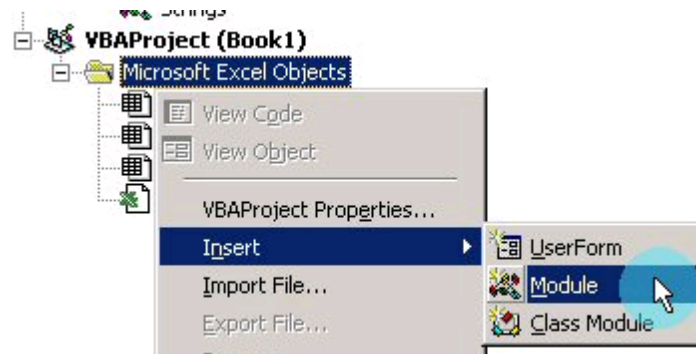 Strings
VBAProject (Book1)
Microsoft Excel Objects
View Code
View Object
VBAProject Properties...
Insert
UserForm
Import File...
Module
Export File...
Class Module